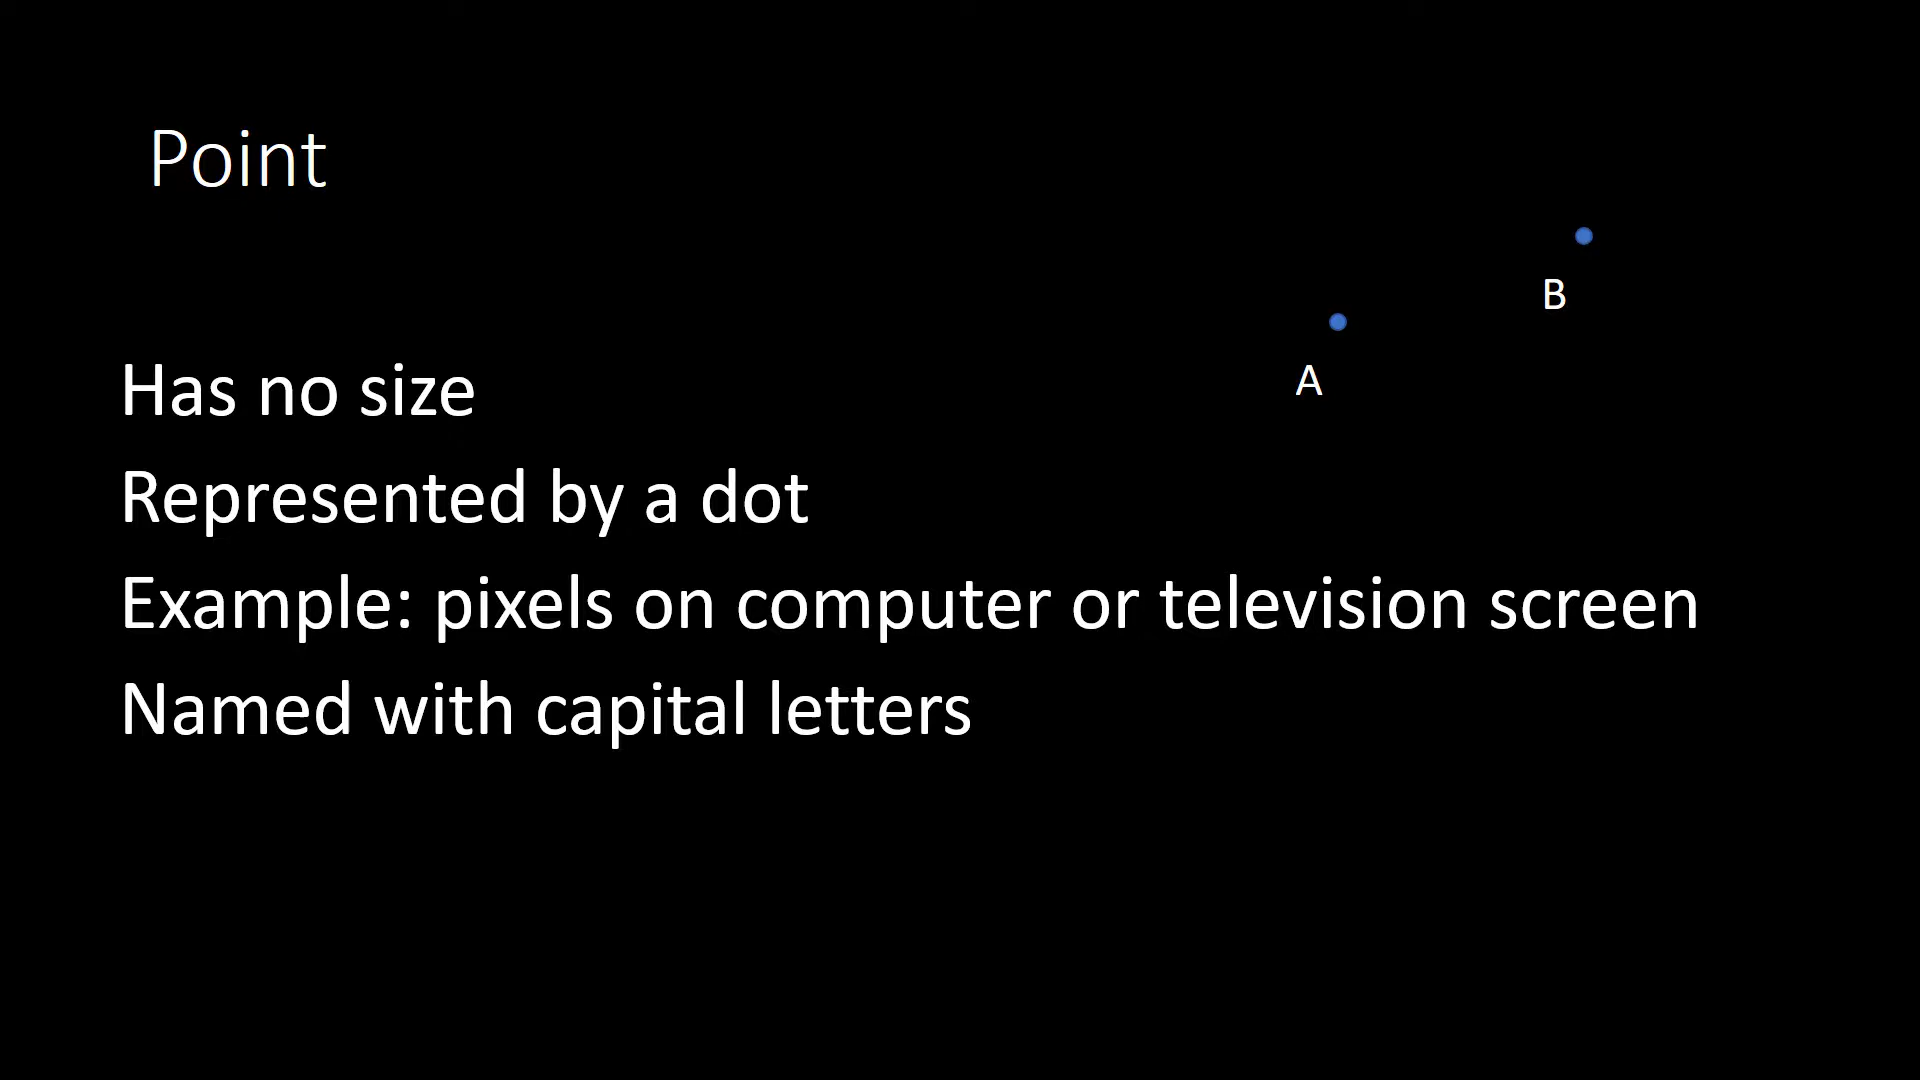 Point
B
A
Has no size
Represented by a dot
Example: pixels on computer or television screen
Named with capital letters